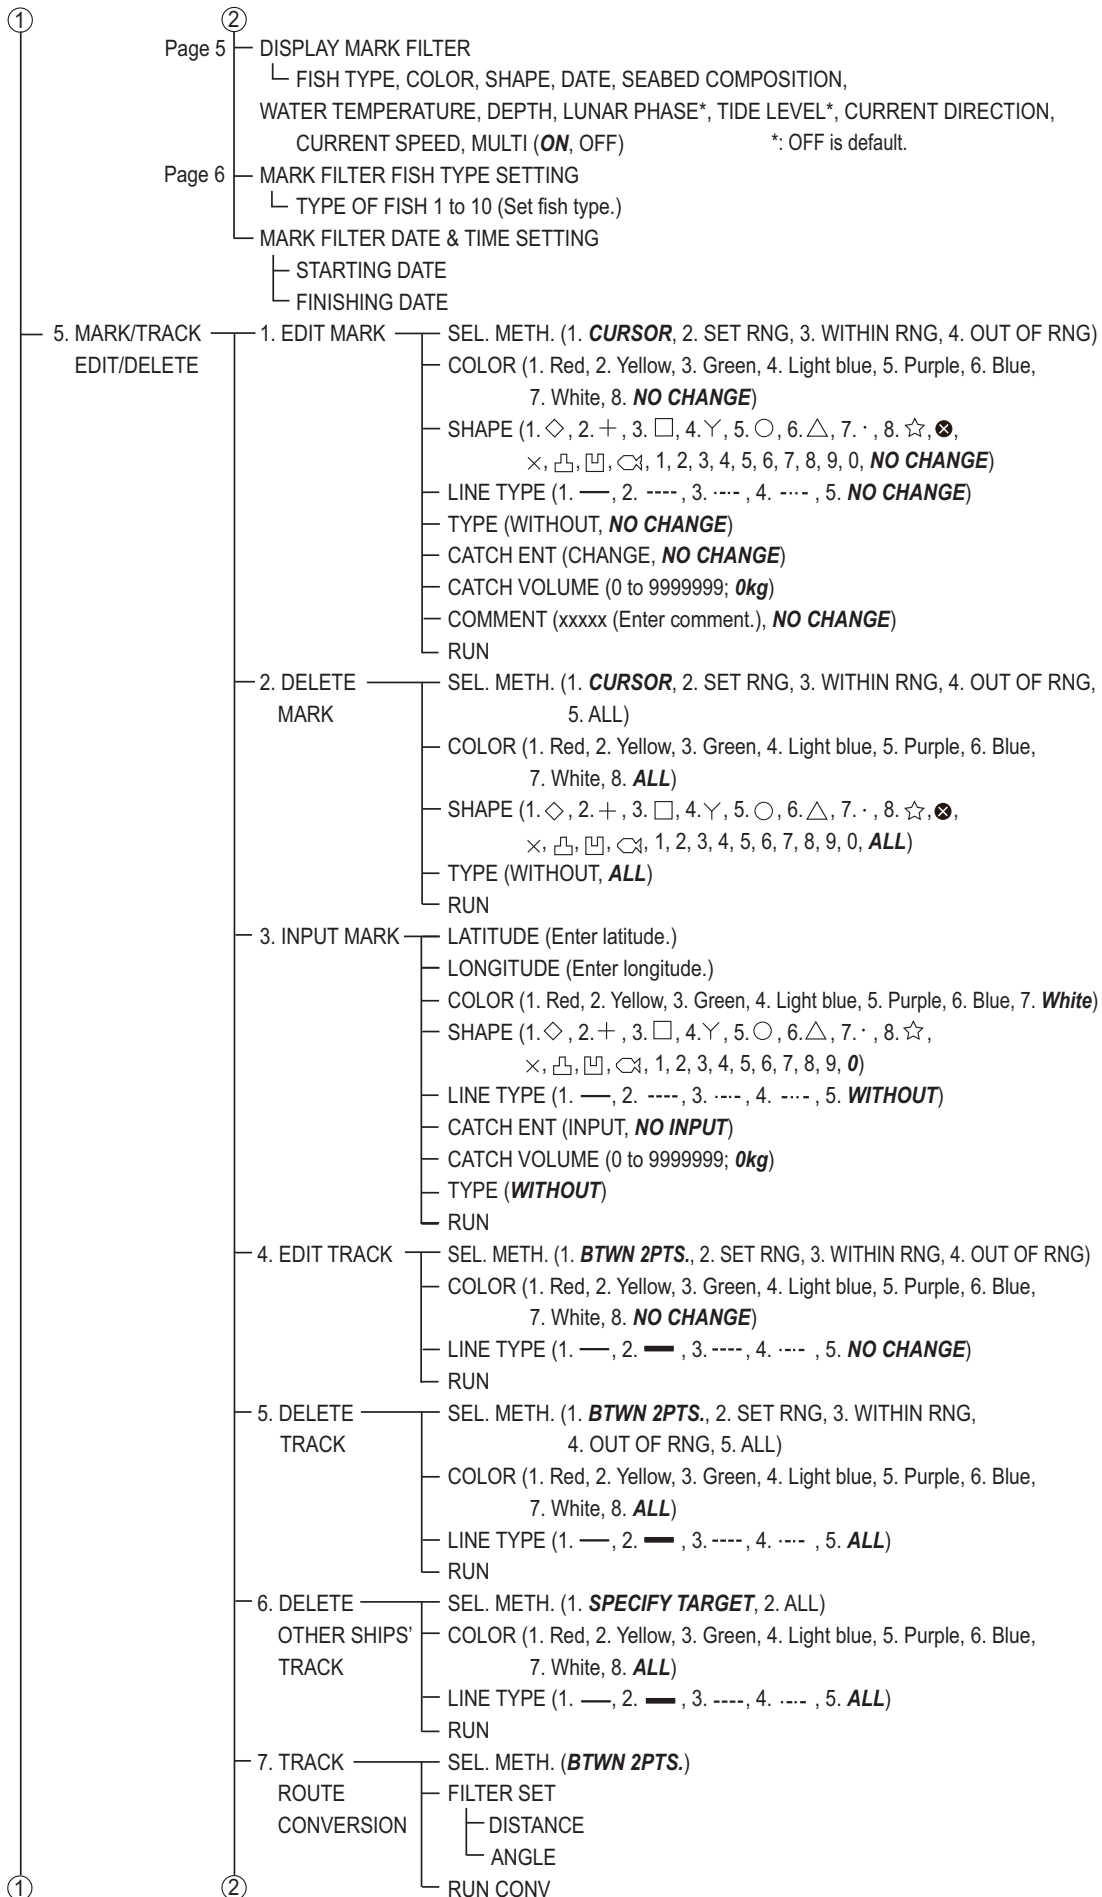 ① ②
Page 5 DISPLAY MARK FILTER
FISH TYPE, COLOR, SHAPE, DATE, SEABED COMPOSITION,
WATER TEMPERATURE, DEPTH, LUNAR PHASE*, TIDE LEVEL*, CURRENT DIRECTION,
CURRENT SPEED, MULTI (ON, OFF) *: OFF is default.
Page 6 MARK FILTER FISH TYPE SETTING
TYPE OF FISH 1 to 10 (Set fish type.)
MARK FILTER DATE & TIME SETTING
STARTING DATE
FINISHING DATE
5. MARK/TRACK 1. EDIT MARK SEL. METH. (1. CURSOR, 2. SET RNG, 3. WITHIN RNG, 4. OUT OF RNG)
EDIT/DELETE COLOR (1. Red, 2. Yellow, 3. Green, 4. Light blue, 5. Purple, 6. Blue,
7. White, 8. NO CHANGE)
SHAPE (1. ◇, 2. +, 3. □, 4. Y, 5. ○, 6. △, 7. ·, 8. ☆, ⊗,
×, 凸, 凹, <img>, 1, 2, 3, 4, 5, 6, 7, 8, 9, 0, NO CHANGE)
LINE TYPE (1. —, 2. ----, 3. -·-·-, 4. -···-, 5. NO CHANGE)
TYPE (WITHOUT, NO CHANGE)
CATCH ENT (CHANGE, NO CHANGE)
CATCH VOLUME (0 to 9999999; 0kg)
COMMENT (xxxxx (Enter comment.), NO CHANGE)
RUN
2. DELETE SEL. METH. (1. CURSOR, 2. SET RNG, 3. WITHIN RNG, 4. OUT OF RNG,
MARK 5. ALL)
COLOR (1. Red, 2. Yellow, 3. Green, 4. Light blue, 5. Purple, 6. Blue,
7. White, 8. ALL)
SHAPE (1. ◇, 2. +, 3. □, 4. Y, 5. ○, 6. △, 7. ·, 8. ☆, ⊗,
×, 凸, 凹, 1, 2, 3, 4, 5, 6, 7, 8, 9, 0, ALL)
TYPE (WITHOUT, ALL)
RUN
3. INPUT MARK LATITUDE (Enter latitude.)
LONGITUDE (Enter longitude.)
COLOR (1. Red, 2. Yellow, 3. Green, 4. Light blue, 5. Purple, 6. Blue, 7. White)
SHAPE (1. ◇, 2. +, 3. □, 4. Y, 5. ○, 6. △, 7. ·, 8. ☆,
×, 凸, 凹, 1, 2, 3, 4, 5, 6, 7, 8, 9, 0)
LINE TYPE (1. —, 2. ----, 3. -·-·-, 4. -···-, 5. WITHOUT)
CATCH ENT (INPUT, NO INPUT)
CATCH VOLUME (0 to 9999999; 0kg)
TYPE (WITHOUT)
RUN
4. EDIT TRACK SEL. METH. (1. BTWN 2PTS., 2. SET RNG, 3. WITHIN RNG, 4. OUT OF RNG)
COLOR (1. Red, 2. Yellow, 3. Green, 4. Light blue, 5. Purple, 6. Blue,
7. White, 8. NO CHANGE)
LINE TYPE (1. —, 2. ━, 3. ----, 4. -·-·-, 5. NO CHANGE)
RUN
5. DELETE SEL. METH. (1. BTWN 2PTS., 2. SET RNG, 3. WITHIN RNG,
TRACK 4. OUT OF RNG, 5. ALL)
COLOR (1. Red, 2. Yellow, 3. Green, 4. Light blue, 5. Purple, 6. Blue,
7. White, 8. ALL)
LINE TYPE (1. —, 2. ━, 3. ----, 4. -·-·-, 5. ALL)
RUN
6. DELETE SEL. METH. (1. SPECIFY TARGET, 2. ALL)
OTHER SHIPS' COLOR (1. Red, 2. Yellow, 3. Green, 4. Light blue, 5. Purple, 6. Blue,
TRACK 7. White, 8. ALL)
LINE TYPE (1. —, 2. ━, 3. ----, 4. -·-·-, 5. ALL)
RUN
7. TRACK SEL. METH. (BTWN 2PTS.)
ROUTE FILTER SET
CONVERSION DISTANCE
ANGLE
① ② RUN CONV